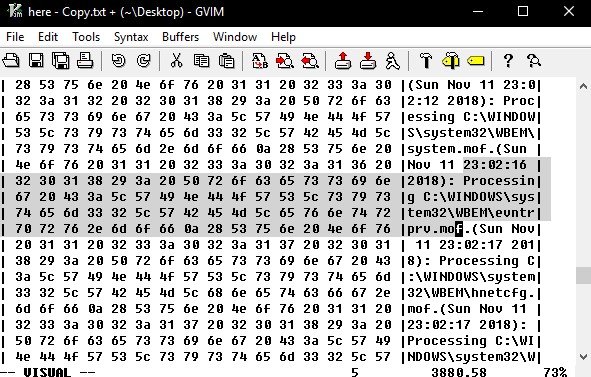 here - Copy.txt + (~\Desktop) - GVIM
File Edit Tools Syntax Buffers Window Help
| 28 53 75 6e 20 4e 6f 76 20 31 31 20 32 33 3a 30 |(Sun Nov 11 23:0|
| 32 3a 31 32 20 32 30 31 38 29 3a 20 50 72 6f 63 |2:12 2018): Proc|
| 65 73 73 69 6e 67 20 43 3a 5c 57 49 4e 44 4f 57 |essing C:\WINDOW|
| 53 5c 73 79 73 74 65 6d 33 32 5c 57 42 45 4d 5c |S\system32\WBEM\|
| 73 79 73 74 65 6d 2e 6d 6f 66 0a 28 53 75 6e 20 |system.mof.(Sun |
| 4e 6f 76 20 31 31 20 32 33 3a 30 32 3a 31 36 20 |Nov 11 23:02:16 |
| 32 30 31 38 29 3a 20 50 72 6f 63 65 73 73 69 6e |2018): Processin|
| 67 20 43 3a 5c 57 49 4e 44 4f 57 53 5c 73 79 73 |g C:\WINDOWS\sys|
| 74 65 6d 33 32 5c 57 42 45 4d 5c 65 76 6e 74 72 |tem32\WBEM\evntr|
| 70 72 76 2e 6d 6f 66 0a 28 53 75 6e 20 4e 6f 76 |prv.mof.(Sun Nov|
| 20 31 31 20 32 33 3a 30 32 3a 31 37 20 32 30 31 | 11 23:02:17 201|
| 38 29 3a 20 50 72 6f 63 65 73 73 69 6e 67 20 43 |8): Processing C|
| 3a 5c 57 49 4e 44 4f 57 53 5c 73 79 73 74 65 6d |:\WINDOWS\system|
| 33 32 5c 57 42 45 4d 5c 68 6e 65 74 63 66 67 2e |32\WBEM\hnetcfg.|
| 6d 6f 66 0a 28 53 75 6e 20 4e 6f 76 20 31 31 20 |mof.(Sun Nov 11 |
| 32 33 3a 30 32 3a 31 37 20 32 30 31 38 29 3a 20 |23:02:17 2018): |
| 50 72 6f 63 65 73 73 69 6e 67 20 43 3a 5c 57 49 |Processing C:\WI|
| 4e 44 4f 57 53 5c 73 79 73 74 65 6d 33 32 5c 57 |NDOWS\system32\W|
-- VISUAL -- 5 3880,58 73%